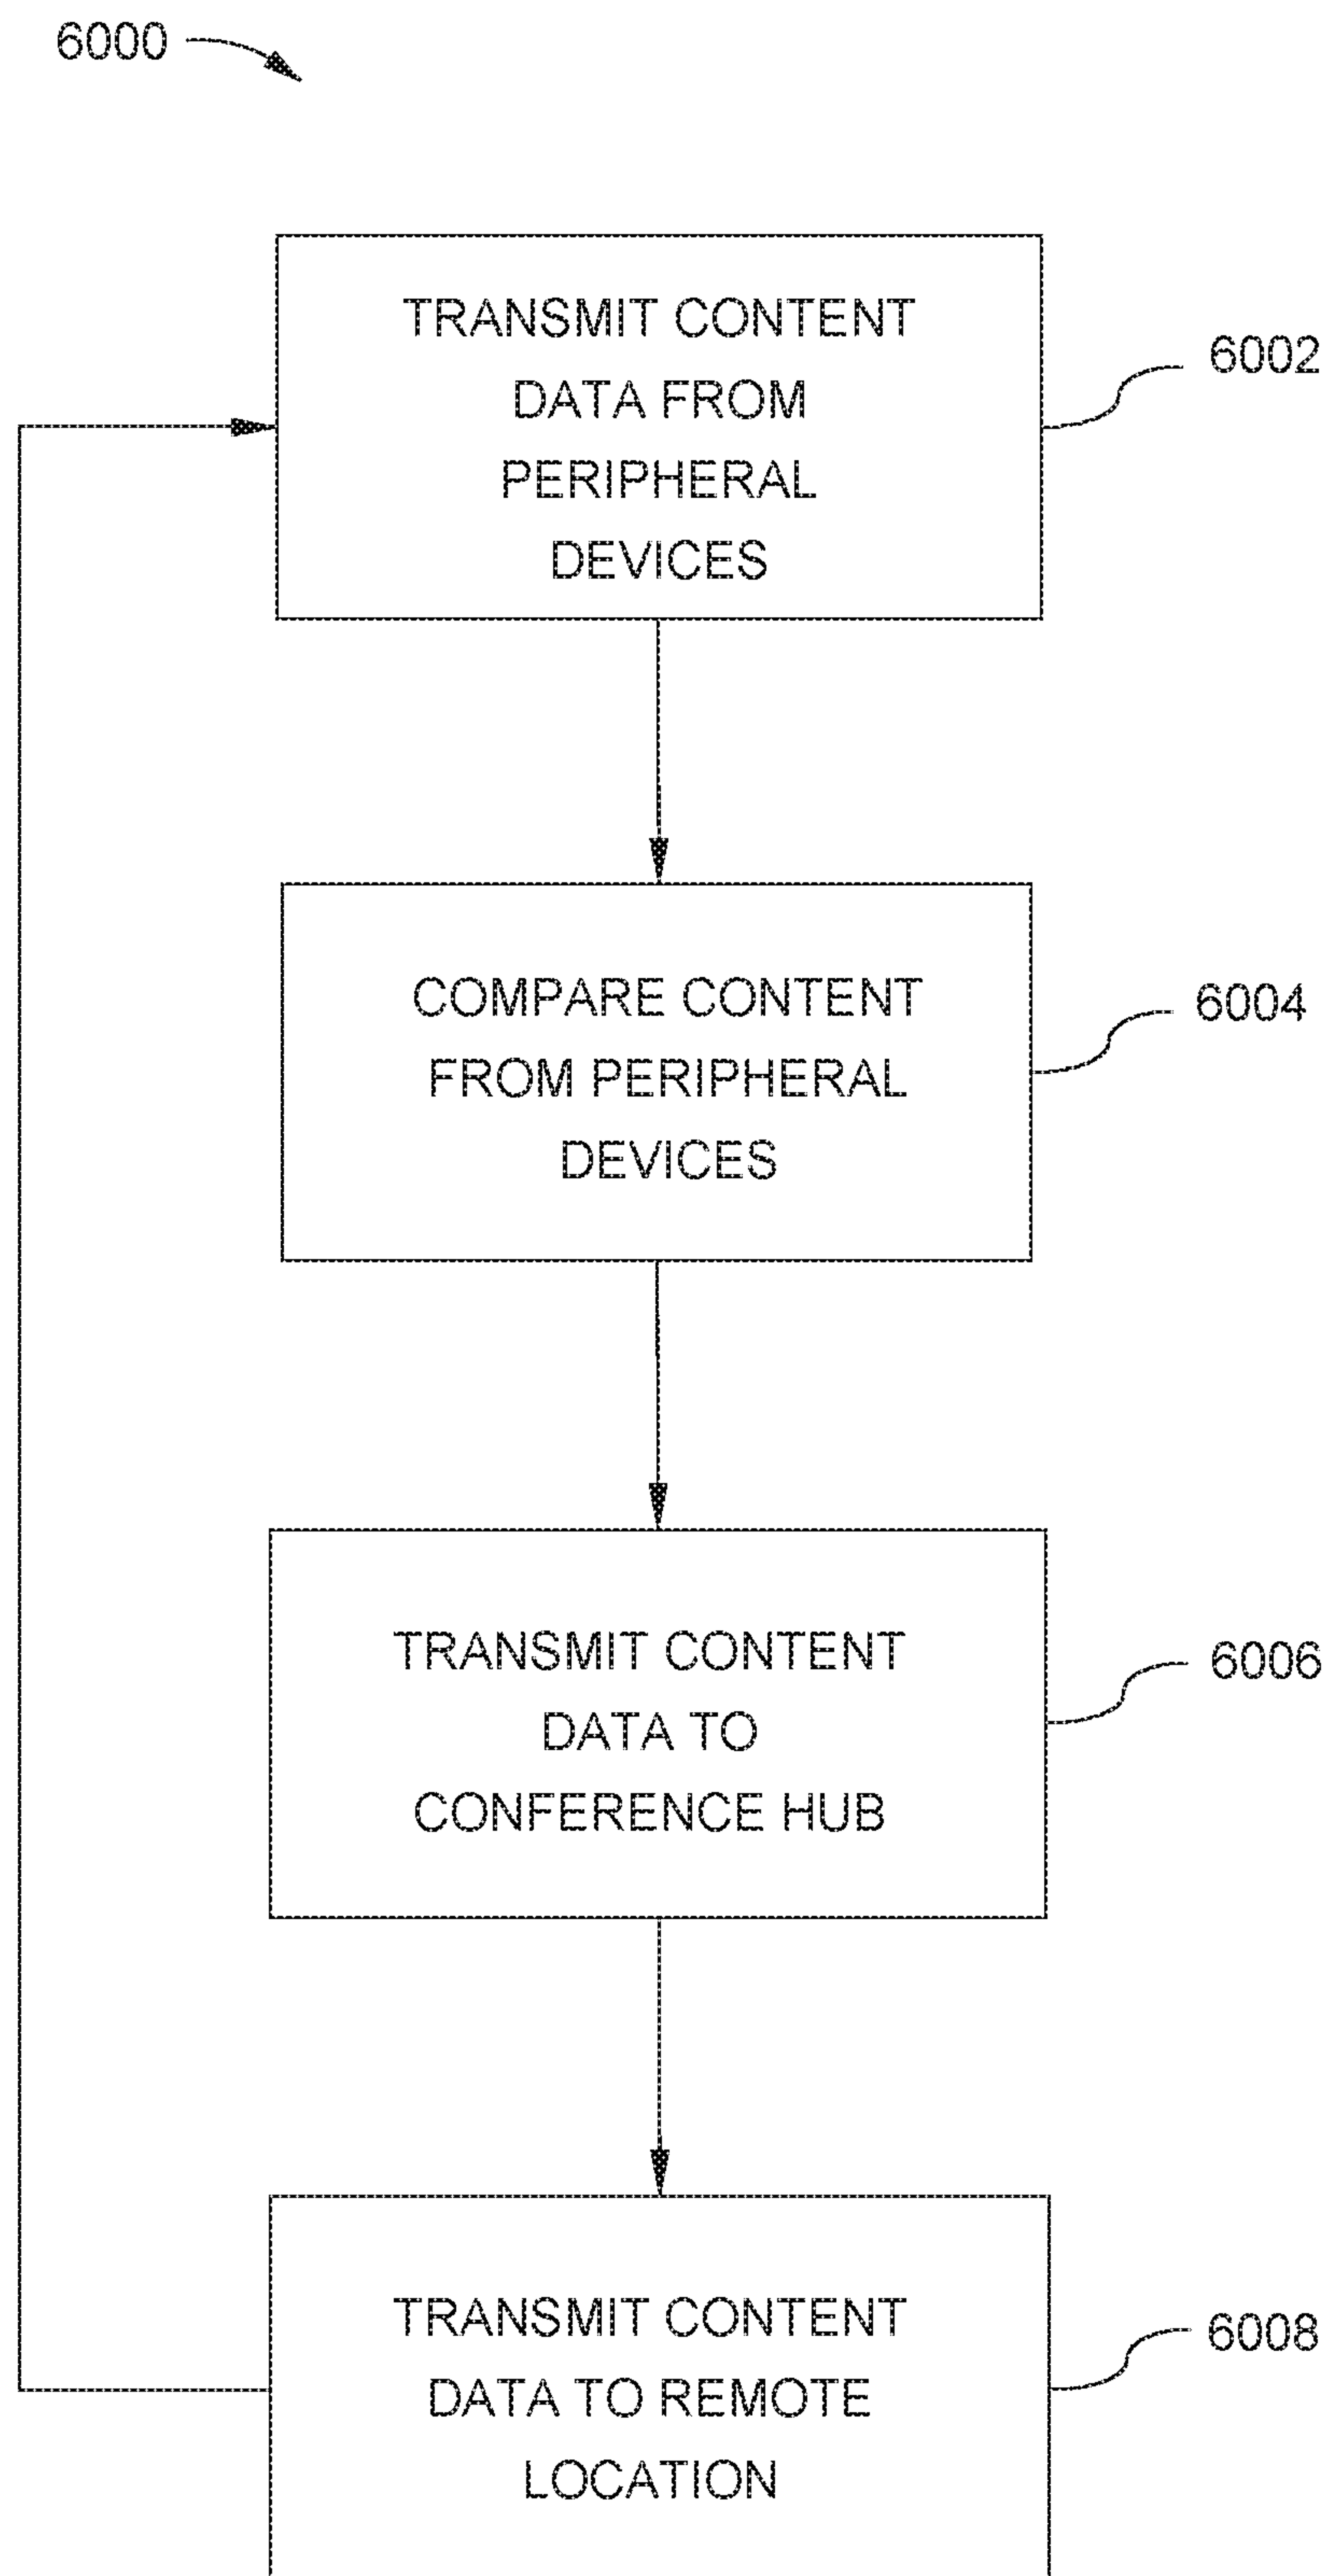 6000
TRANSMIT CONTENT
DATA FROM
PERIPHERAL
DEVICES
6002
COMPARE CONTENT
FROM PERIPHERAL
DEVICES
6004
TRANSMIT CONTENT
DATA TO
CONFERENCE HUB
6006
TRANSMIT CONTENT
DATA TO REMOTE
LOCATION
6008